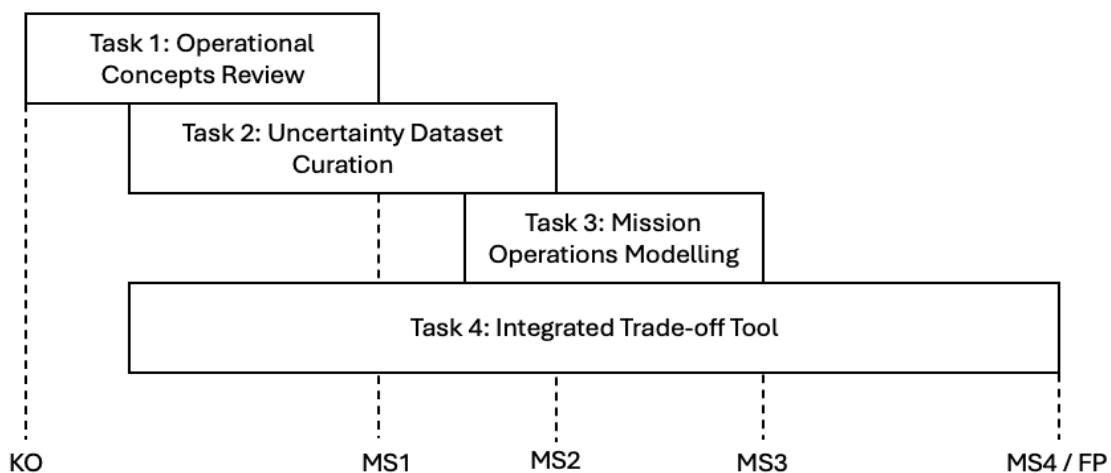 Task 1: Operational
Concepts Review
Task 2: Uncertainty Dataset
Curation
Task 3: Mission
Operations Modelling
Task 4: Integrated Trade-off Tool
KO
MS1
MS2
MS3
MS4 / FP